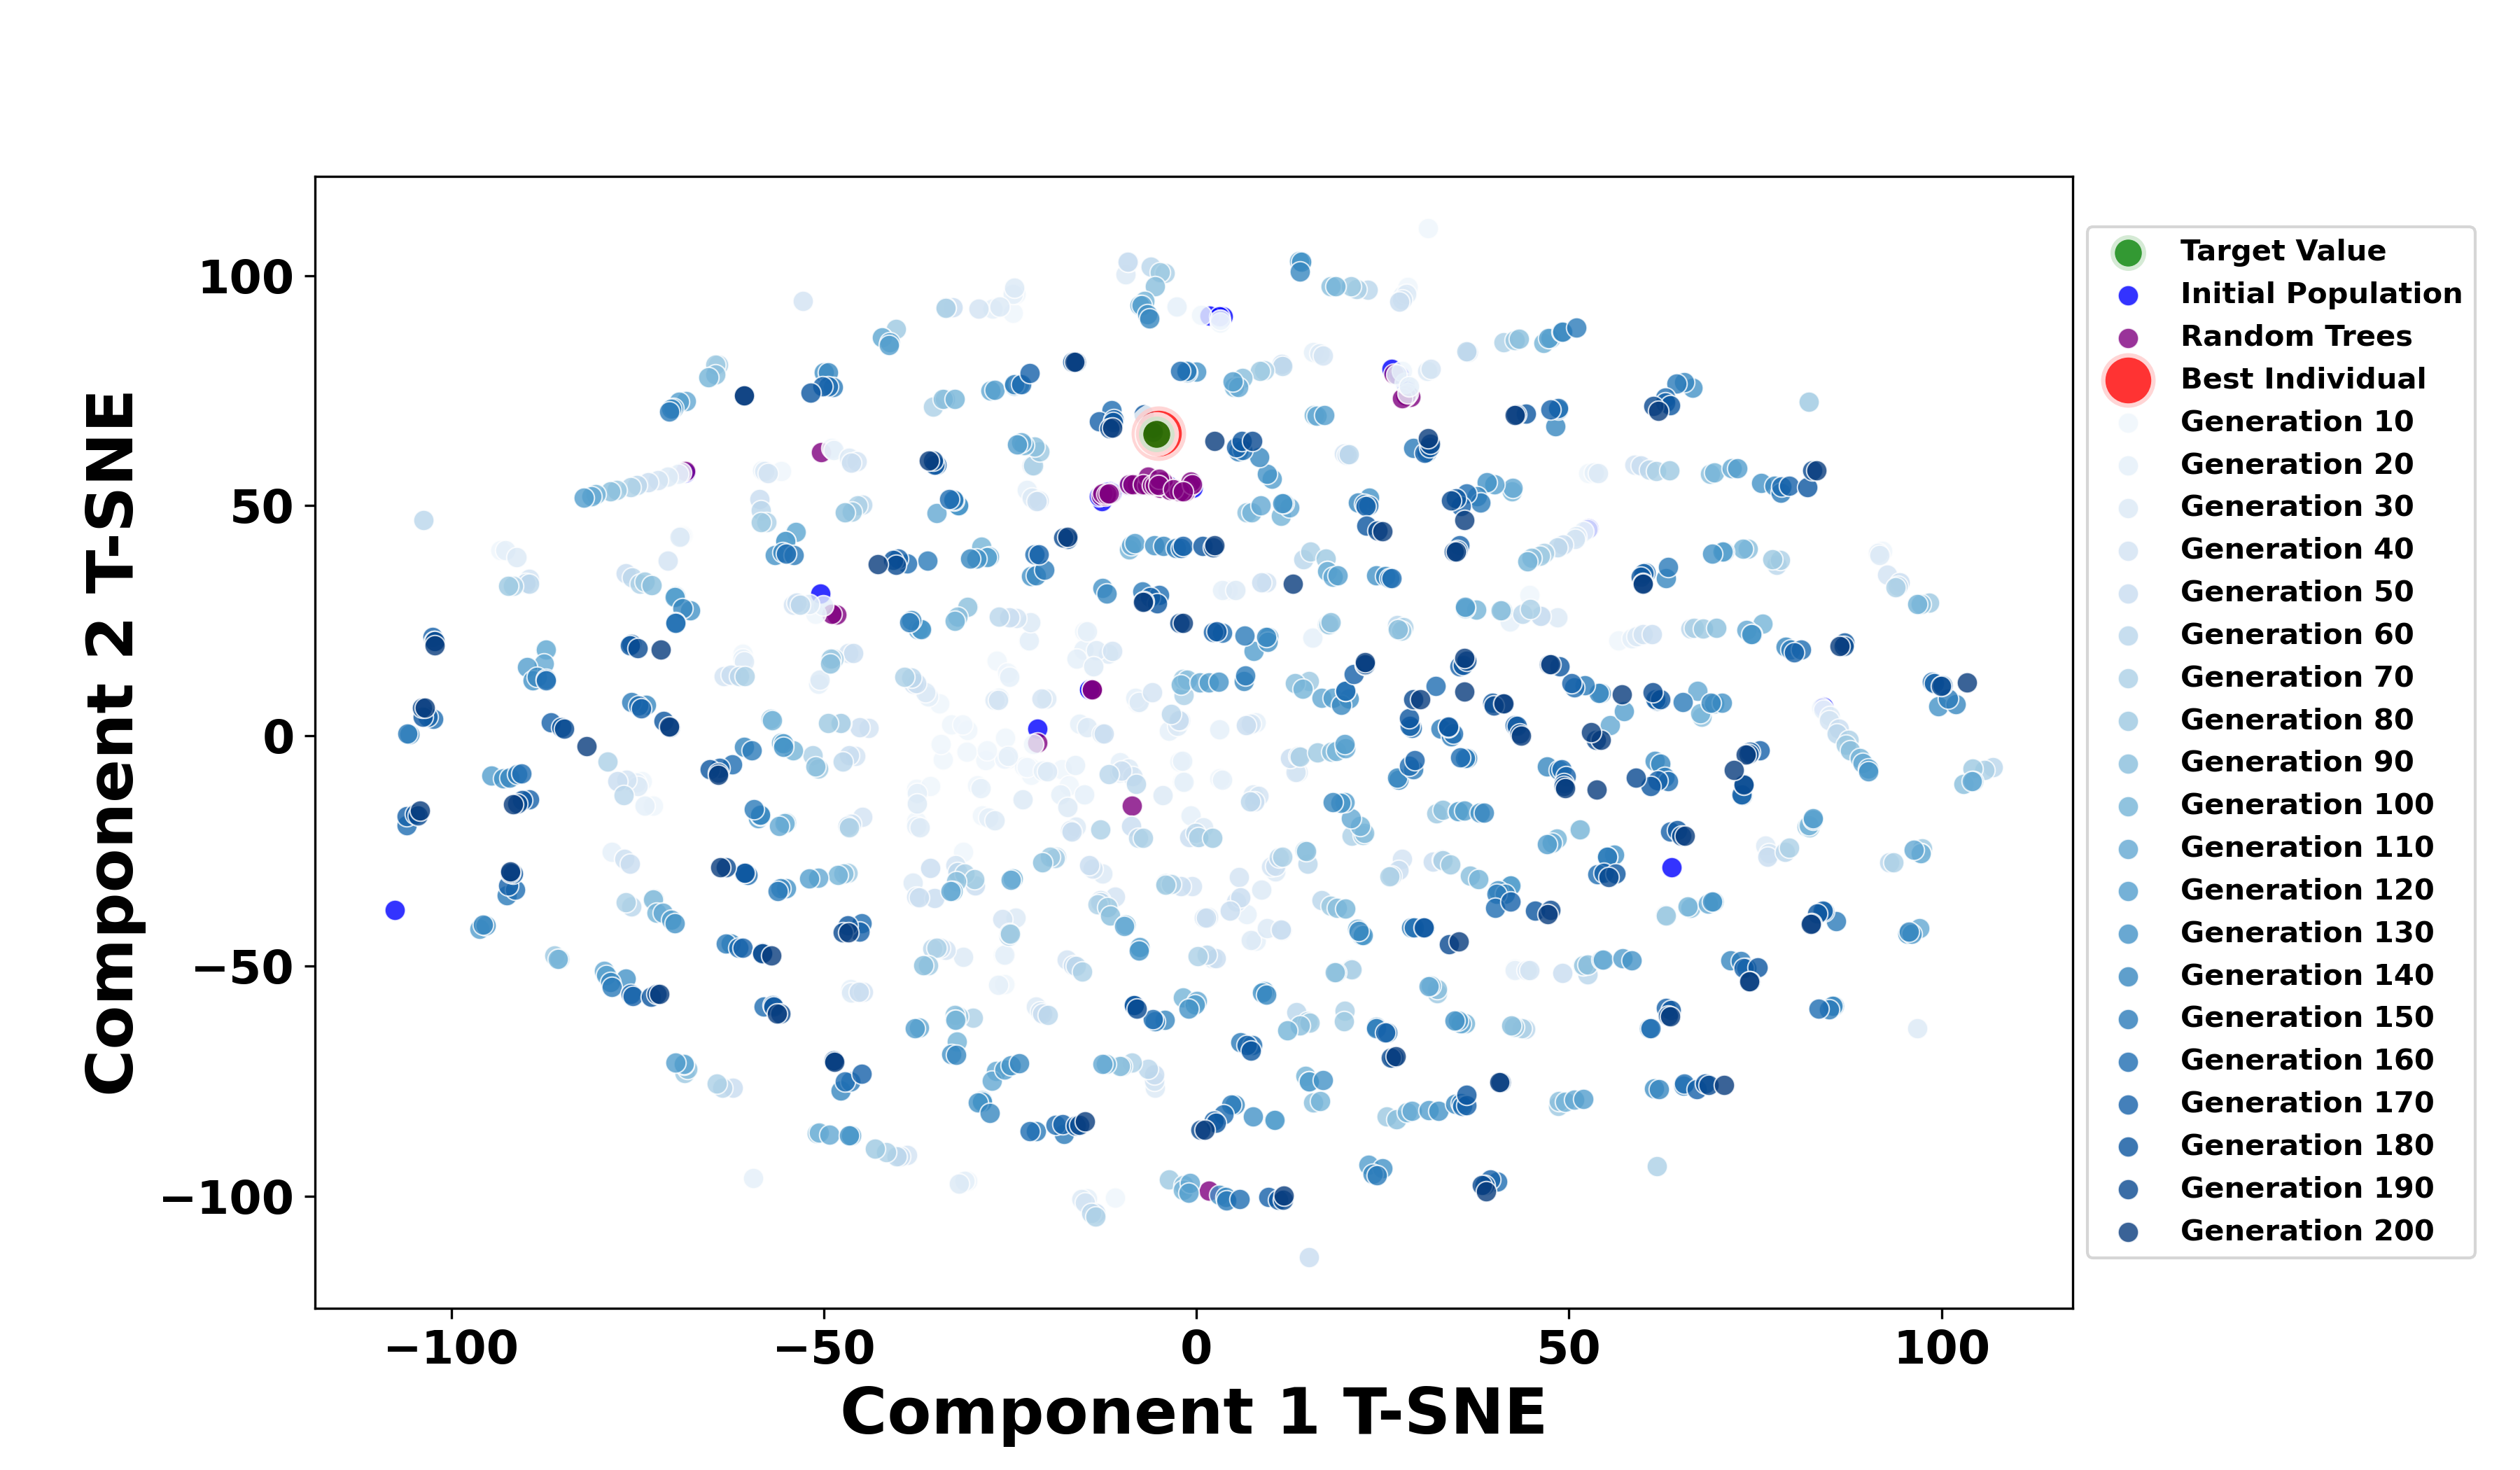 100
50
0
−50
−100
Component 2 T-SNE
−100
−50
0
50
100
Component 1 T-SNE
Target Value
Initial Population
Random Trees
Best Individual
Generation 10
Generation 20
Generation 30
Generation 40
Generation 50
Generation 60
Generation 70
Generation 80
Generation 90
Generation 100
Generation 110
Generation 120
Generation 130
Generation 140
Generation 150
Generation 160
Generation 170
Generation 180
Generation 190
Generation 200